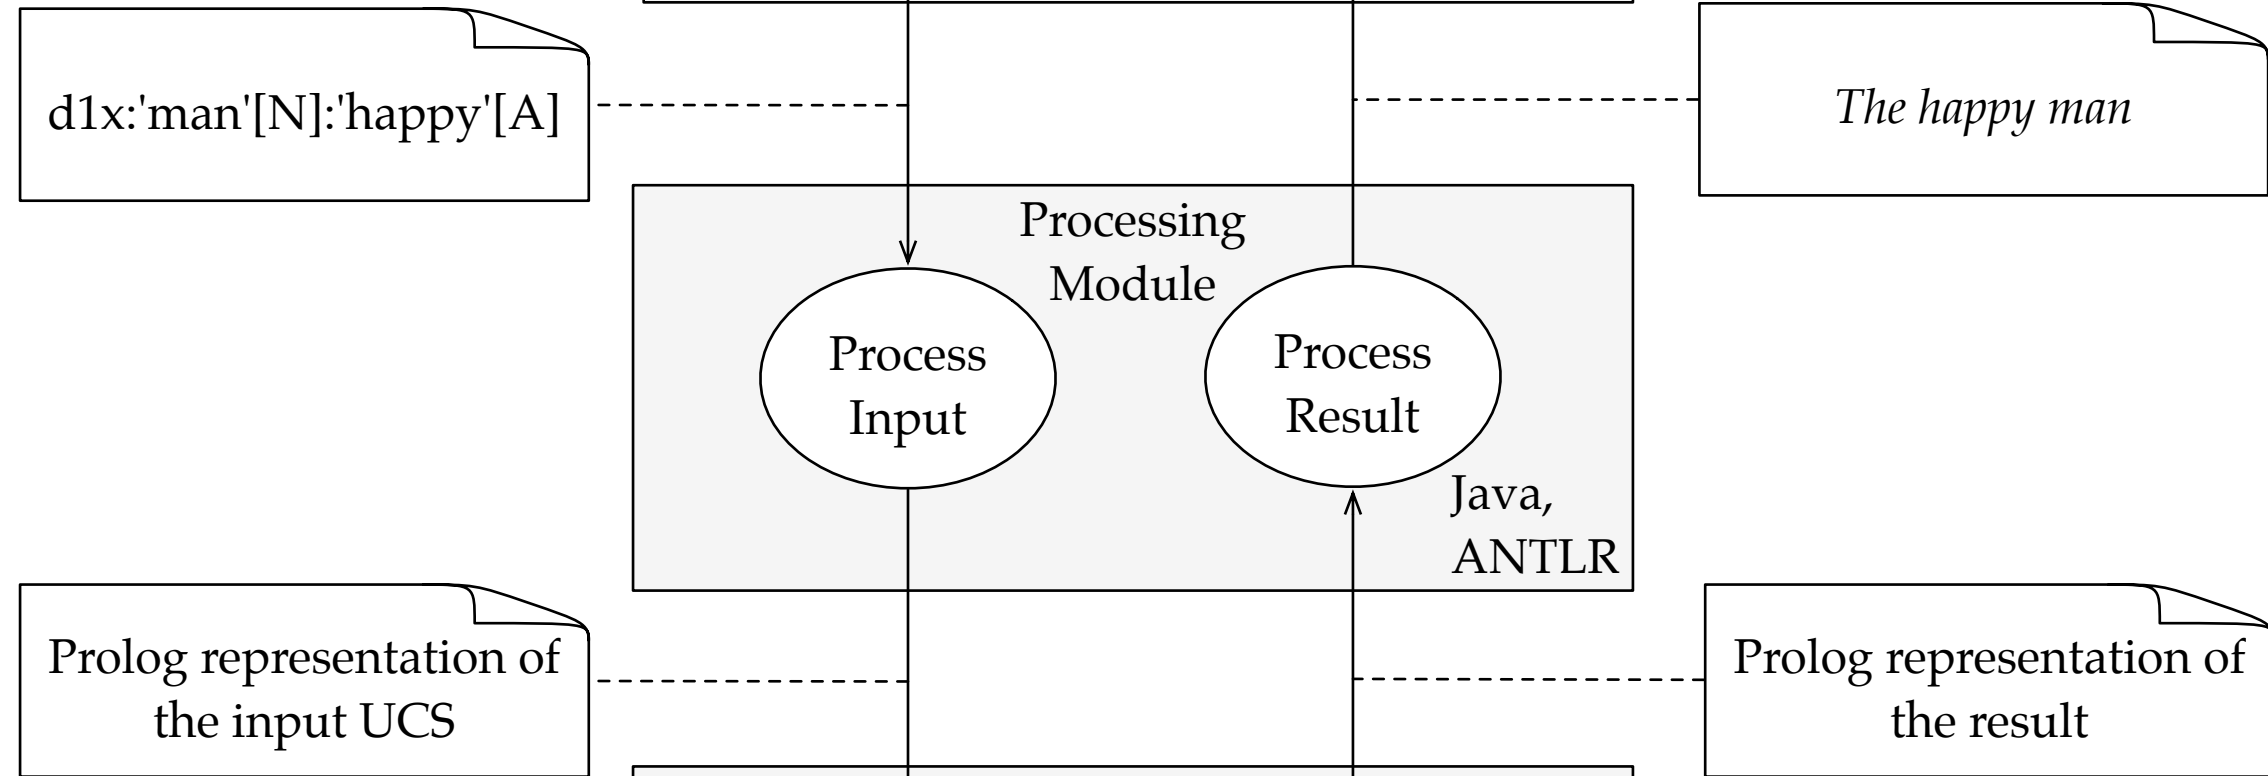 d1x:'man'[N]:'happy'[A]
The happy man
Processing
Module
Process
Input
Process
Result
Java,
ANTLR
Prolog representation of
the input UCS
Prolog representation of
the result